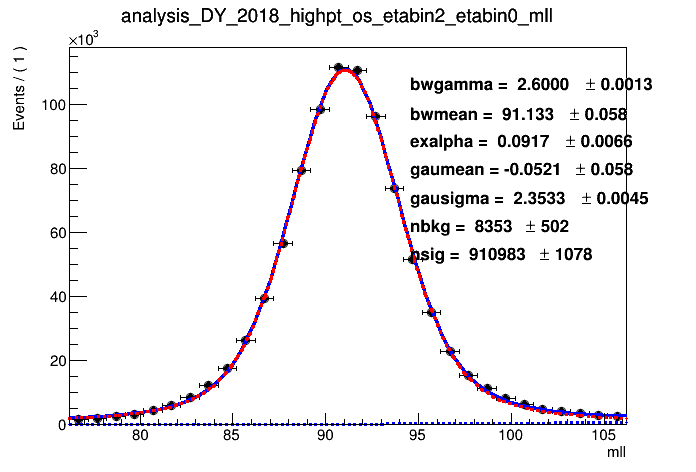 analysis_DY_2018_highpt_os_etabin2_etabin0_mll
×10³
Events / ( 1 )
bwgamma = 2.6000 ± 0.0013
bwmean = 91.133 ± 0.058
exalpha = 0.0917 ± 0.0066
gaumean = -0.0521 ± 0.058
gausigma = 2.3533 ± 0.0045
nbkg = 8353 ± 502
nsig = 910983 ± 1078
100
80
60
40
20
0
80 85 90 95 100 105
mll